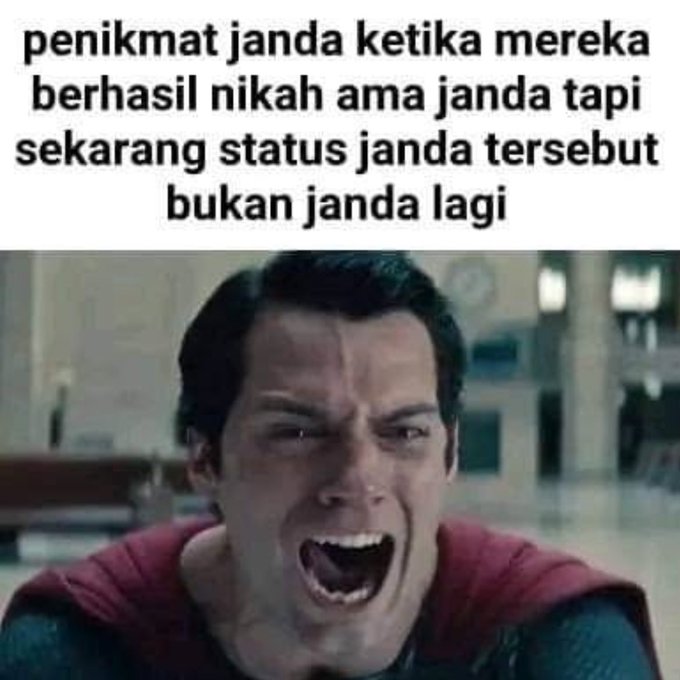 penikmat janda ketika mereka
berhasil nikah ama janda tapi
sekarang status janda tersebut
bukan janda lagi